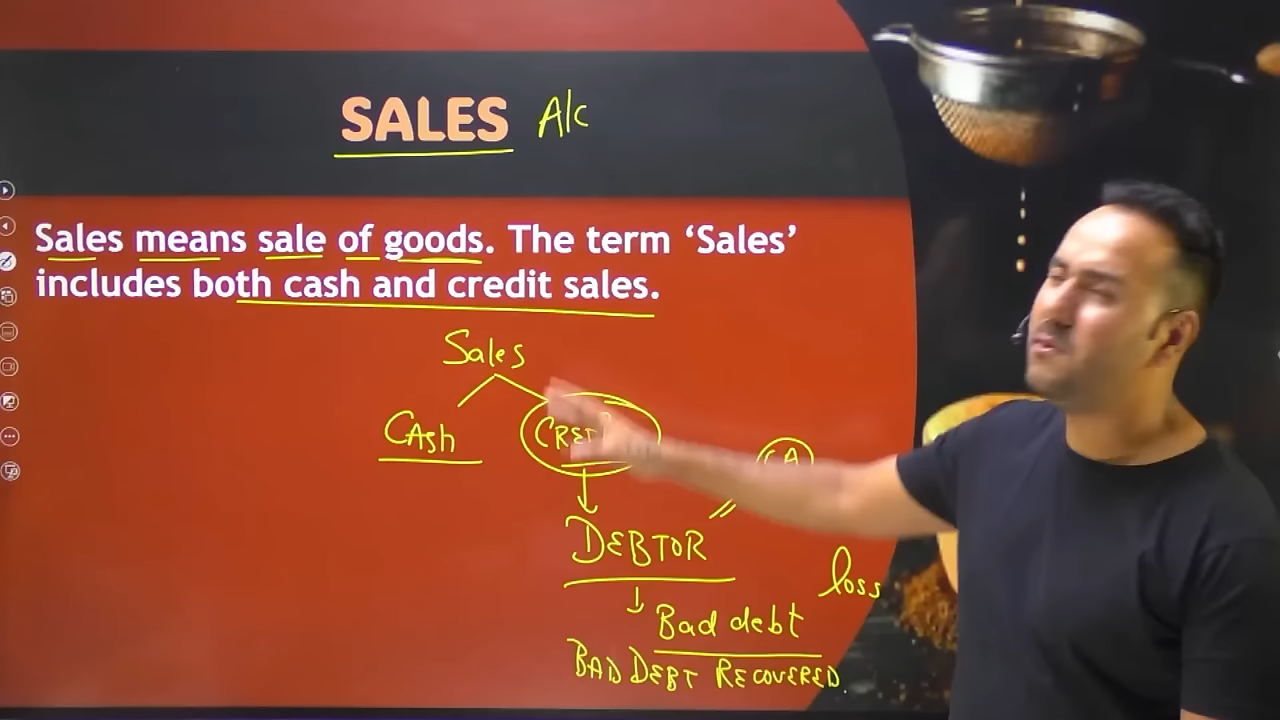 SALES A/c
Sales means sale of goods. The term ‘Sales’
includes both cash and credit sales.
Sales
CAsh
CA
DEBTOR
loss
Bad debt
BAD DEBT RECOVERED